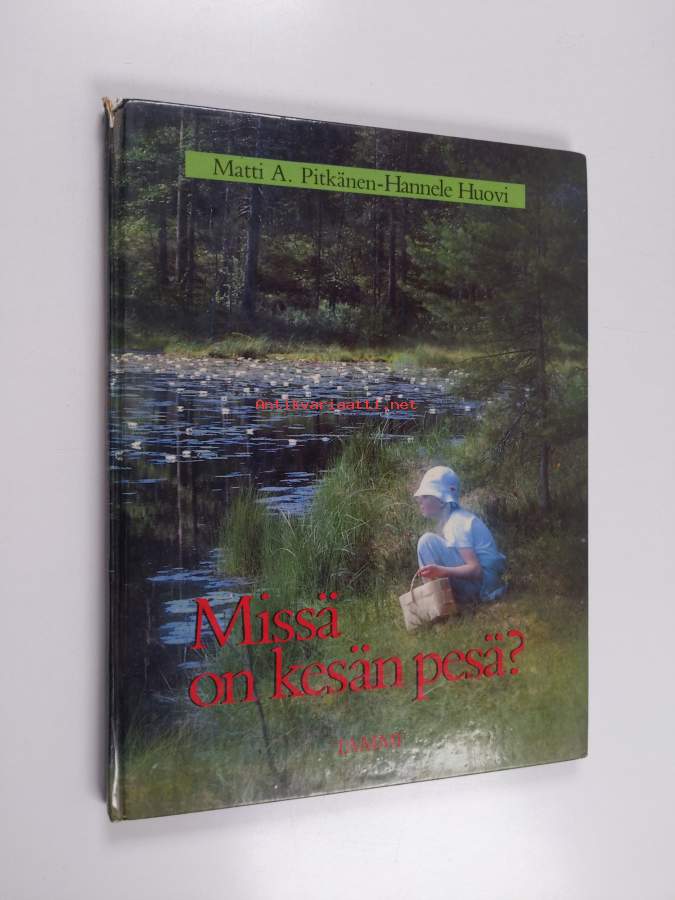 Matti A. Pitkänen-Hannele Huovi
Antikvariaatti.net
Missä
on kesän pesä?
TAMMI